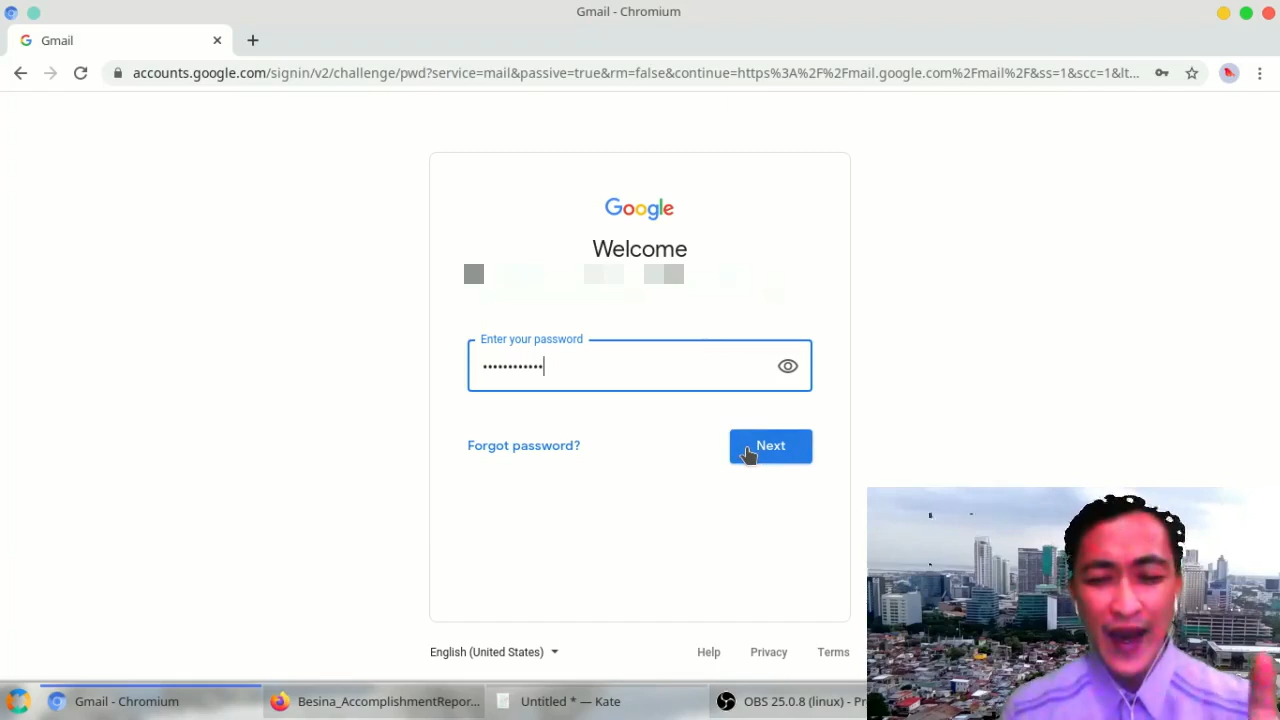 Gmail - Chromium
Gmail
accounts.google.com/signin/v2/challenge/pwd?service=mail&passive=true&rm=false&continue=https%3A%2F%2Fmail.google.com%2Fmail%2F&ss=1&scc=1&lt...
Google
Welcome
Enter your password
••••••••••••
Forgot password?
Next
English (United States)
Help
Privacy
Terms
Gmail - Chromium
Besina_AccomplishmentRepor...
Untitled * — Kate
OBS 25.0.8 (linux) - Pr